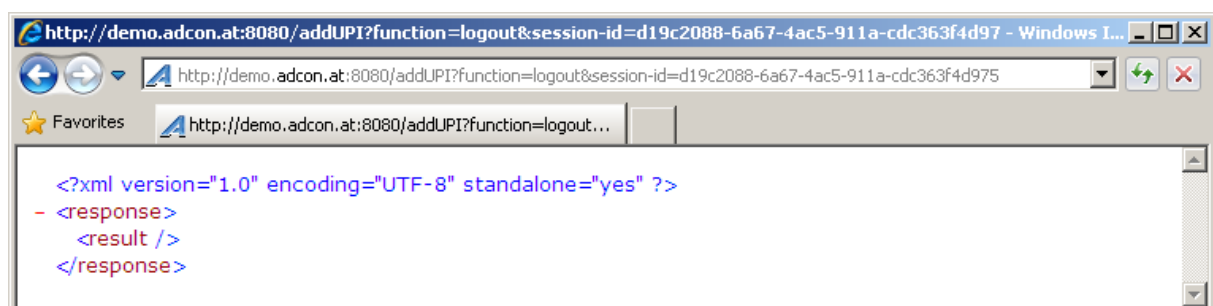 http://demo.adcon.at:8080/addUPI?function=logout&session-id=d19c2088-6a67-4ac5-911a-cdc363f4d97 - Windows I...
http://demo.adcon.at:8080/addUPI?function=logout&session-id=d19c2088-6a67-4ac5-911a-cdc363f4d975
Favorites
http://demo.adcon.at:8080/addUPI?function=logout...
<?xml version="1.0" encoding="UTF-8" standalone="yes" ?>
- <response>
<result />
</response>